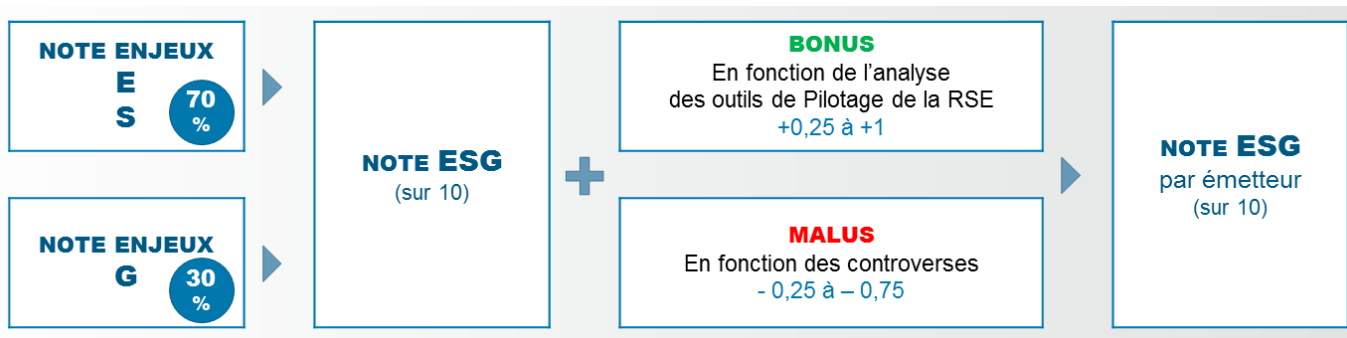 NOTE ENJEUX
E
S
70
%
NOTE ENJEUX
G
30
%
NOTE ESG
(sur 10)
BONUS
En fonction de l'analyse
des outils de Pilotage de la RSE
+0,25 à +1
MALUS
En fonction des controverses
- 0,25 à – 0,75
NOTE ESG
par émetteur
(sur 10)